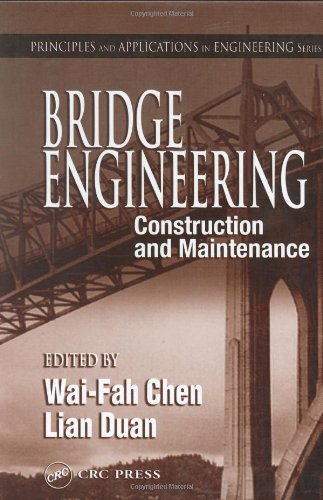 PRINCIPLES AND APPLICATIONS IN ENGINEERING SERIES
BRIDGE
ENGINEERING
Construction
and Maintenance
EDITED BY
Wai-Fah Chen
Lian Duan
CRC
CRC PRESS